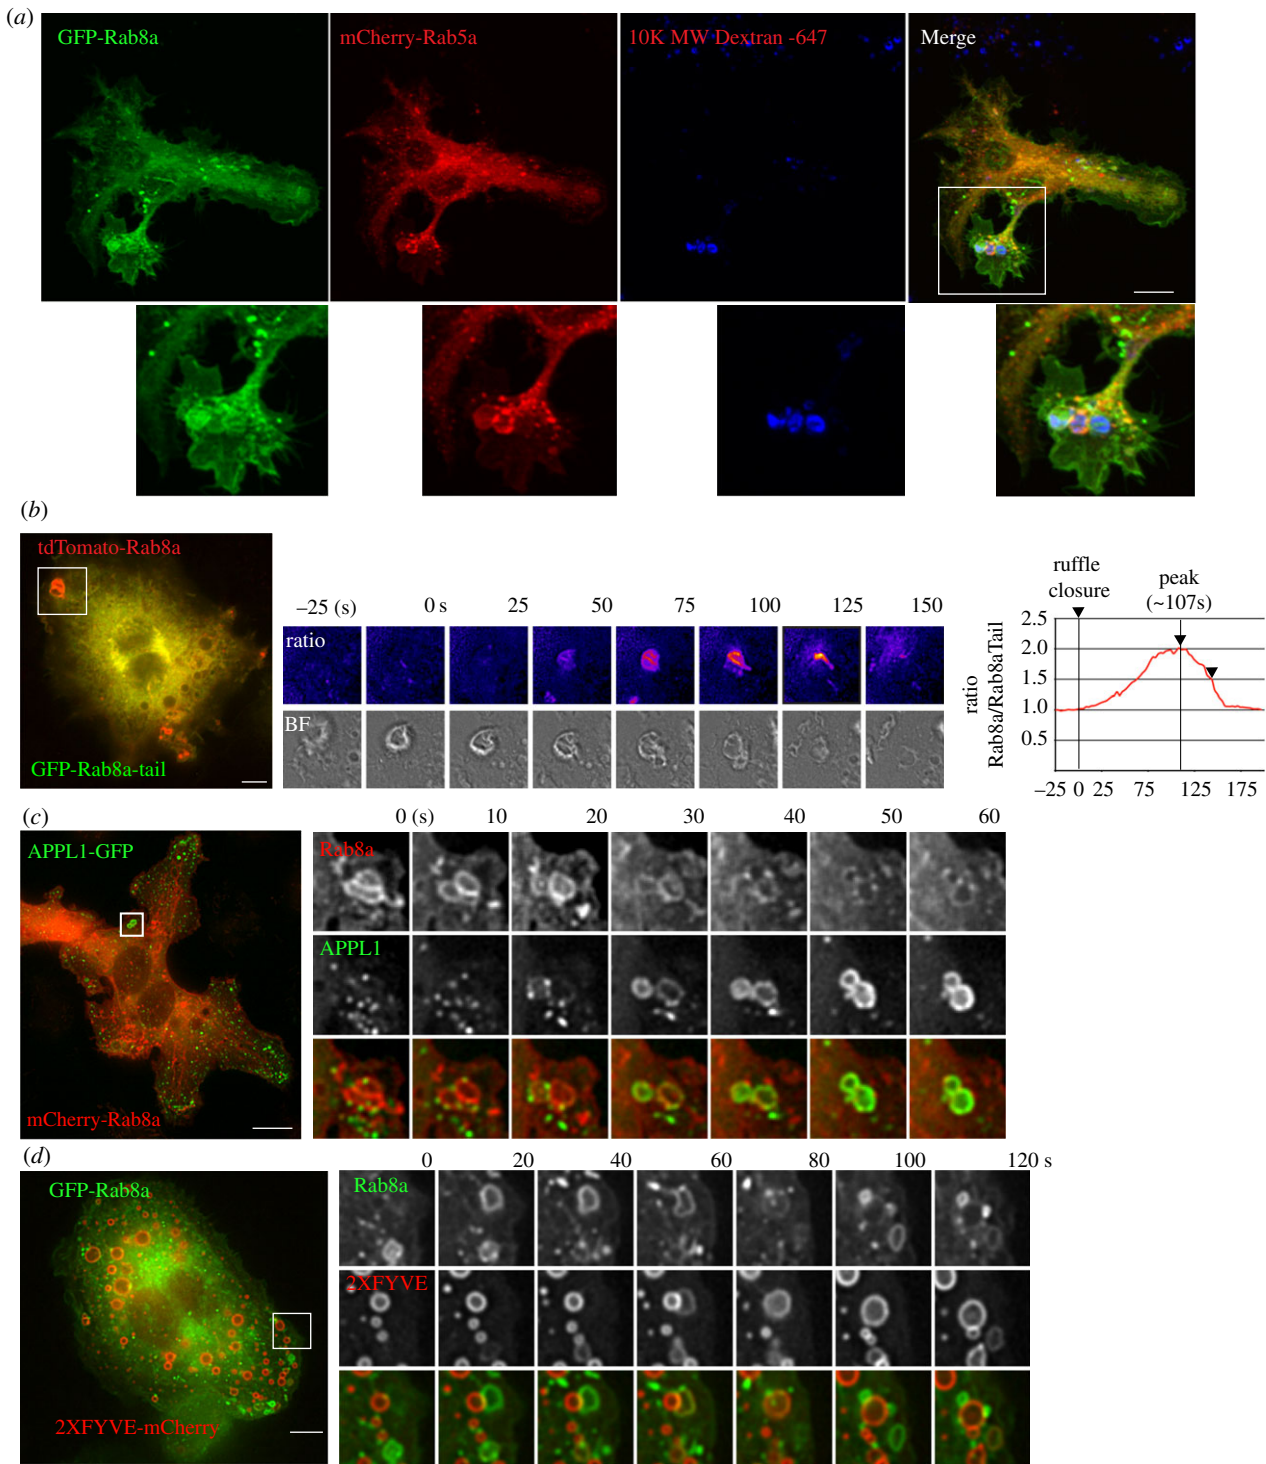 (a)
GFP-Rab8a
mCherry-Rab5a
10K MW Dextran -647
Merge
(b)
tdTomato-Rab8a
GFP-Rab8a-tail
–25 (s) 0 s 25 50 75 100 125 150
ratio
BF
ruffle closure
peak (~107s)
ratio Rab8a/Rab8aTail
2.5
2.0
1.5
1.0
0.5
–25 0 25 75 125 175
(c)
APPL1-GFP
mCherry-Rab8a
0 (s) 10 20 30 40 50 60
Rab8a
APPL1
(d)
GFP-Rab8a
2XFYVE-mCherry
0 20 40 60 80 100 120 s
Rab8a
2XFYVE